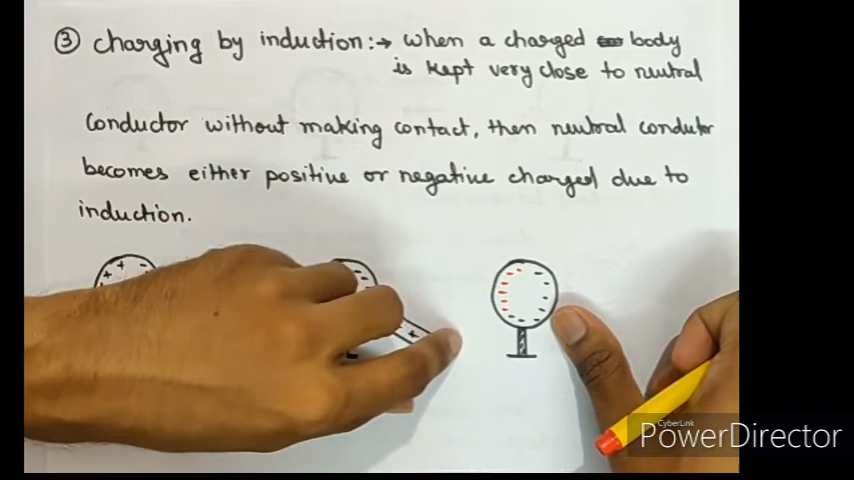 ③ charging by induction:→ when a charged body
is kept very close to neutral
Conductor without making contact, then neutral condutor
becomes either positive or negative charged due to
induction.
CyberLink
PowerDirector